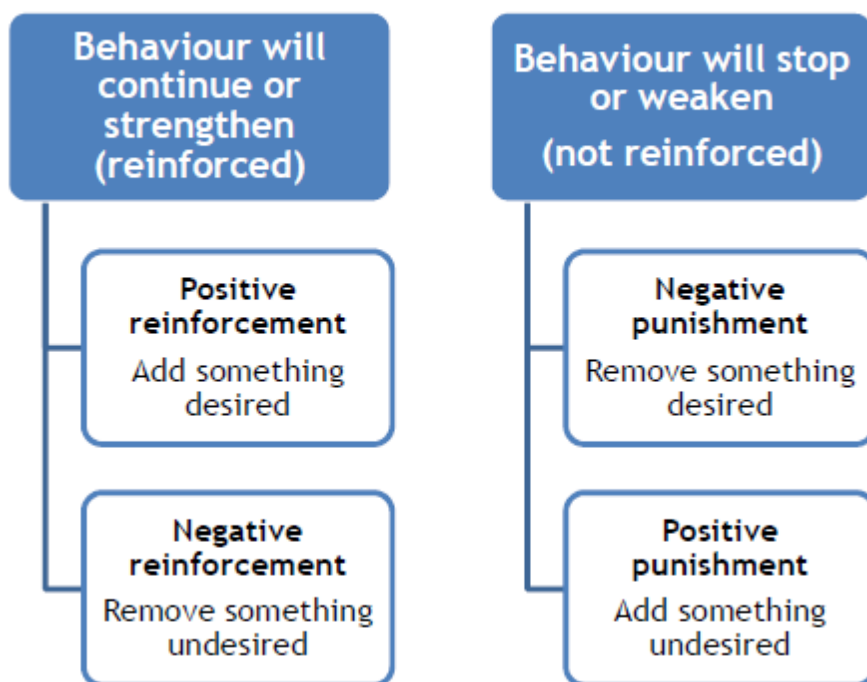 Behaviour will
continue or
strengthen
(reinforced)
Positive
reinforcement
Add something
desired
Negative
reinforcement
Remove something
undesired
Behaviour will stop
or weaken
(not reinforced)
Negative
punishment
Remove something
desired
Positive
punishment
Add something
undesired